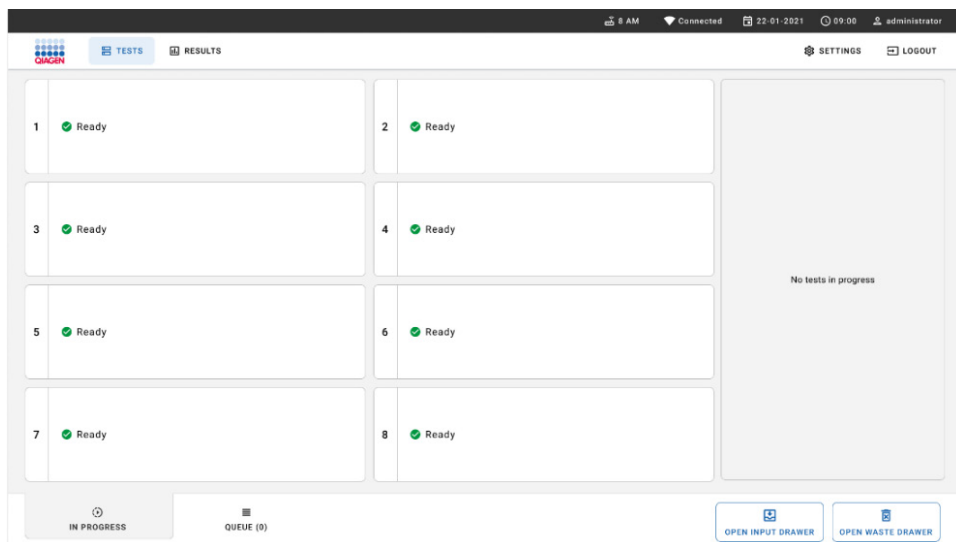 8 AM Connected 22-01-2021 09:00 administrator
QIAGEN TESTS RESULTS SETTINGS LOGOUT
1 Ready 2 Ready
3 Ready 4 Ready
No tests in progress
5 Ready 6 Ready
7 Ready 8 Ready
IN PROGRESS QUEUE (0) OPEN INPUT DRAWER OPEN WASTE DRAWER